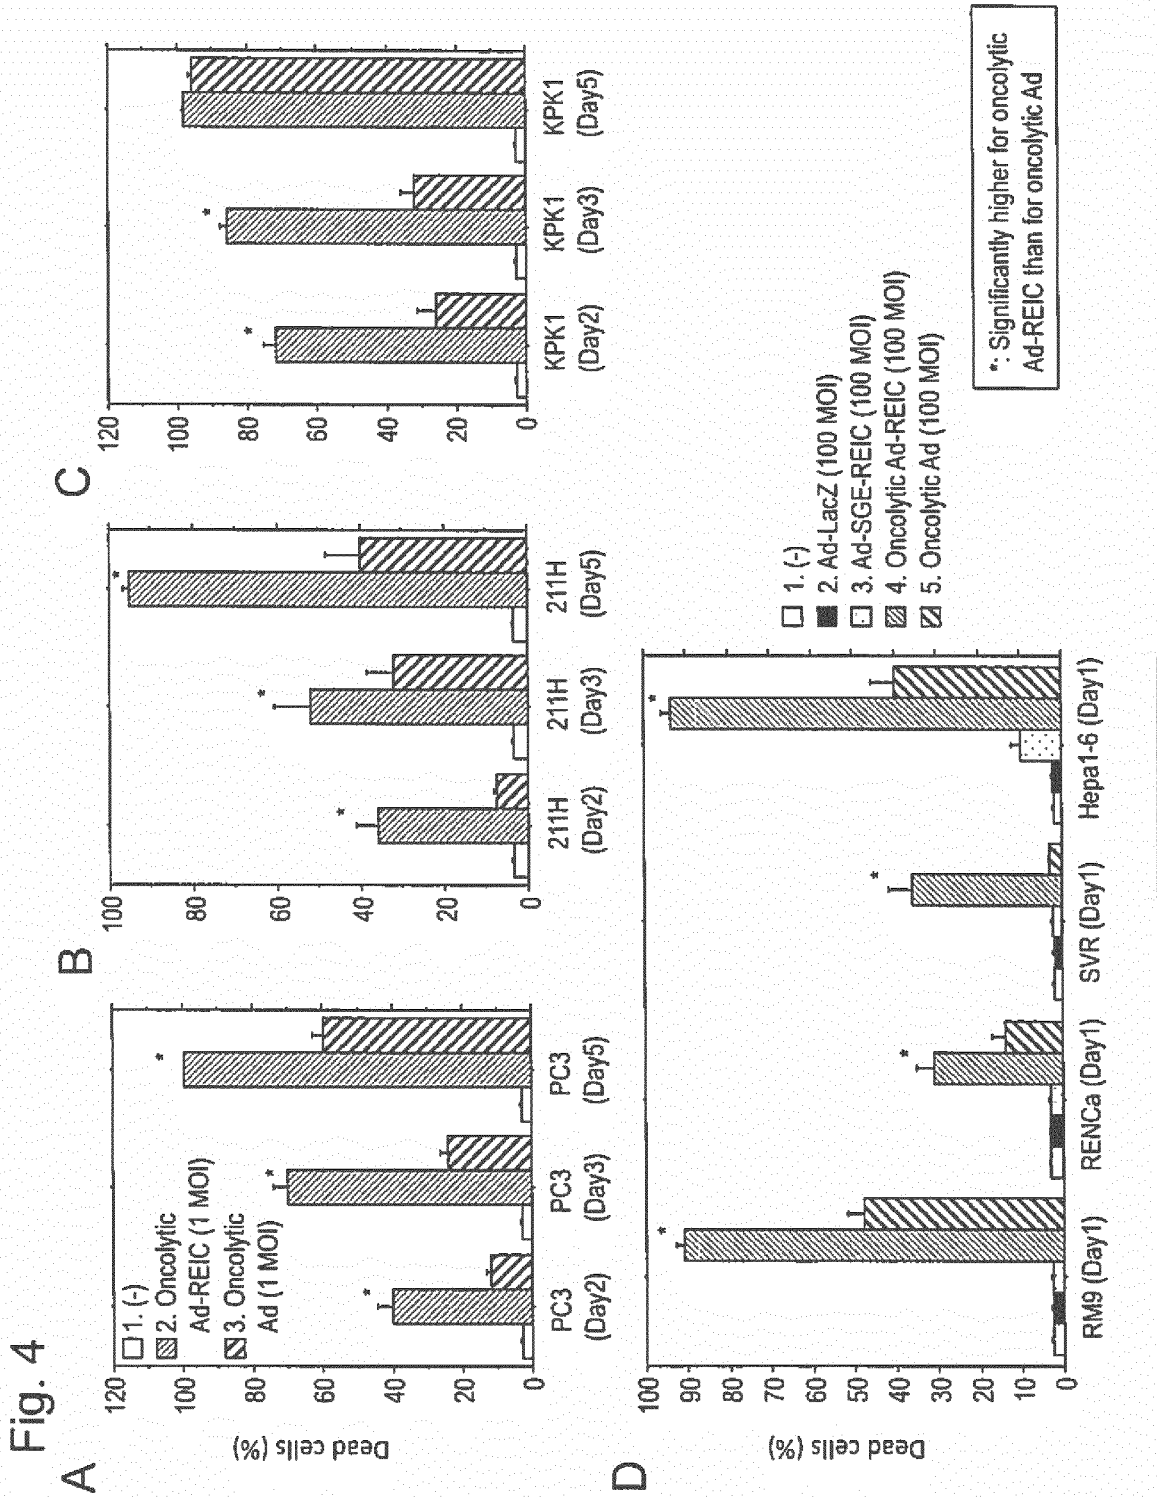 Fig. 4
A
Dead cells (%)
120
100
80
60
40
20
0
1. (-)
2. Oncolytic
Ad-REIC (1 MOI)
3. Oncolytic
Ad (1 MOI)
*
*
*
PC3
(Day2)
PC3
(Day3)
PC3
(Day5)
B
100
80
60
40
20
0
*
*
*
211H
(Day2)
211H
(Day3)
211H
(Day5)
C
120
100
80
60
40
20
0
*
*
KPK1
(Day2)
KPK1
(Day3)
KPK1
(Day5)
D
Dead cells (%)
100
90
80
70
60
50
40
30
20
10
0
*
*
*
*
RM9 (Day1)
RENCa (Day1)
SVR (Day1)
Hepa1-6 (Day1)
1. (-)
2. Ad-LacZ (100 MOI)
3. Ad-SGE-REIC (100 MOI)
4. Oncolytic Ad-REIC (100 MOI)
5. Oncolytic Ad (100 MOI)
*: Significantly higher for oncolytic
Ad-REIC than for oncolytic Ad